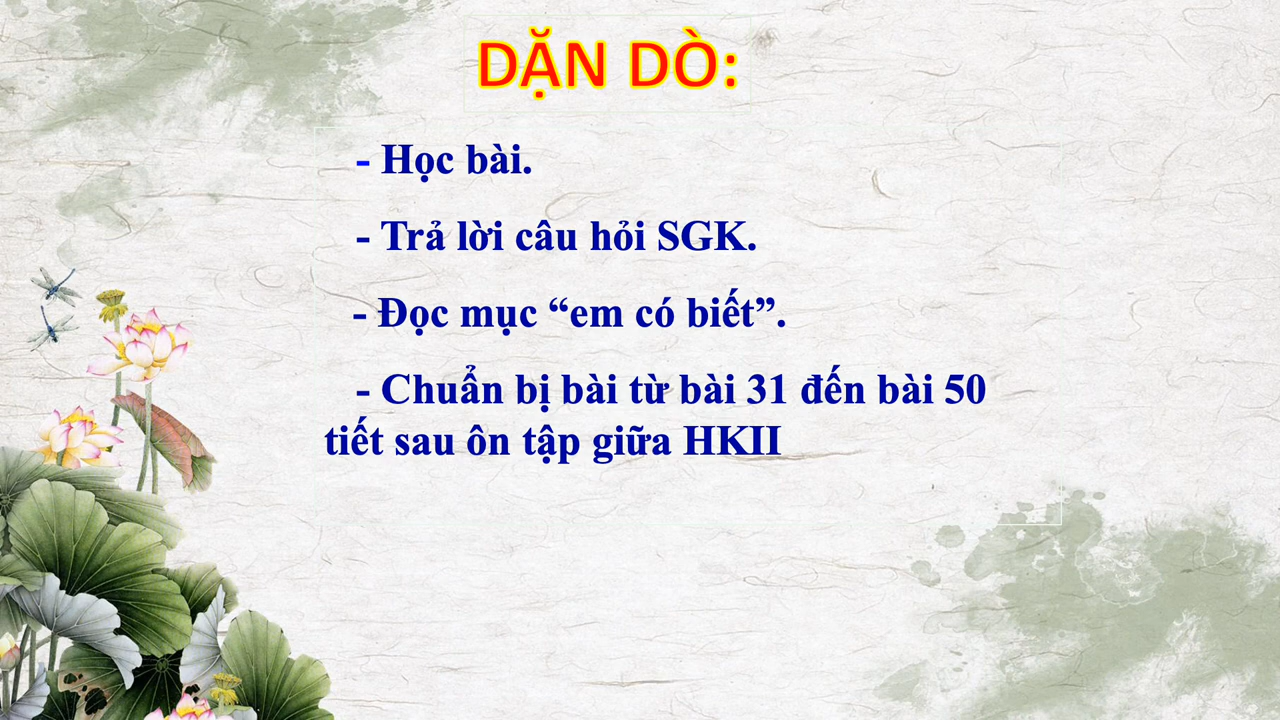 DẶN DÒ:
- Học bài.
- Trả lời câu hỏi SGK.
- Đọc mục “em có biết”.
- Chuẩn bị bài từ bài 31 đến bài 50
tiết sau ôn tập giữa HKII